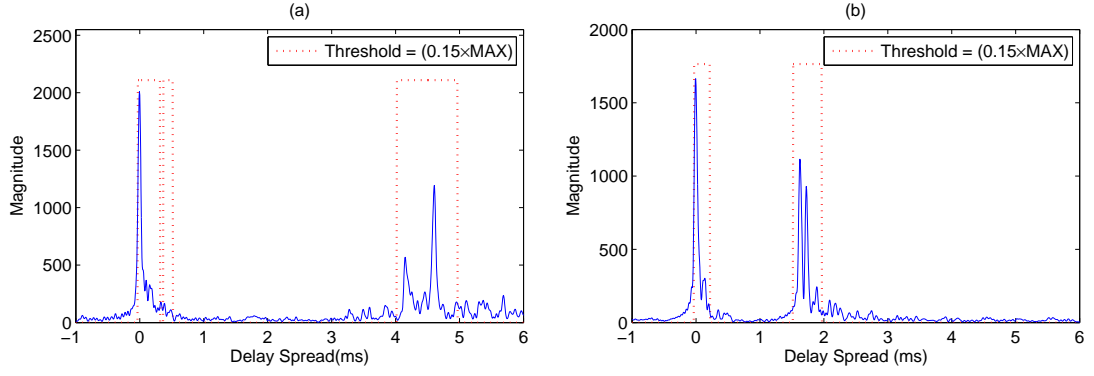 (a)
Threshold = (0.15×MAX)
2500
2000
1500
1000
500
0
Magnitude
−1 0 1 2 3 4 5 6
Delay Spread(ms)
(b)
Threshold = (0.15×MAX)
2000
1500
1000
500
0
Magnitude
−1 0 1 2 3 4 5 6
Delay Spread (ms)